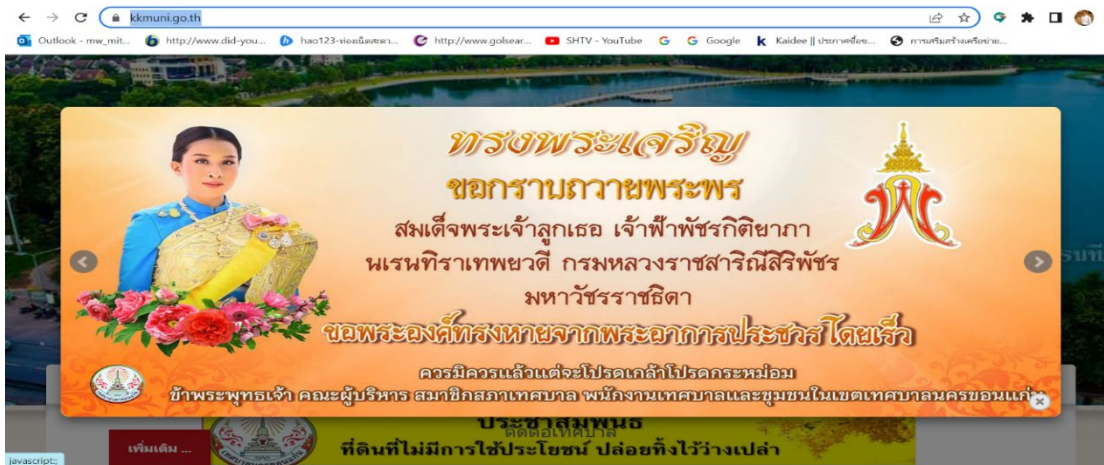 kkmuni.go.th
Outlook - mw_mit...
http://www.did-you...
hao123-ห่อเน็ตสะดว...
http://www.golsear...
SHTV - YouTube
G
Google
Kaidee || ประกาศซื้อข...
การเสริมสร้างเครือข่าย...
ทรงพระเจริญ
ขอกราบถวายพระพร
สมเด็จพระเจ้าลูกเธอ เจ้าฟ้าพัชรกิติยาภา
นเรนทิราเทพยวดี กรมหลวงราชสาริณีสิริพัชร
มหาวัชรราชธิดา
ขอพระองค์ทรงหายจากพระอาการประชวรโดยเร็ว
ควรมิควรแล้วแต่จะโปรดเกล้าโปรดกระหม่อม
ข้าพระพุทธเจ้า คณะผู้บริหาร สมาชิกสภาเทศบาล พนักงานเทศบาลและชุมชนในเขตเทศบาลนครขอนแก่น
ประชาสัมพันธ์
ติดต่อเทศบาล
เพิ่มเติม ...
ที่ดินที่ไม่มีการใช้ประโยชน์ ปล่อยทิ้งไว้ว่างเปล่า
javascript:;